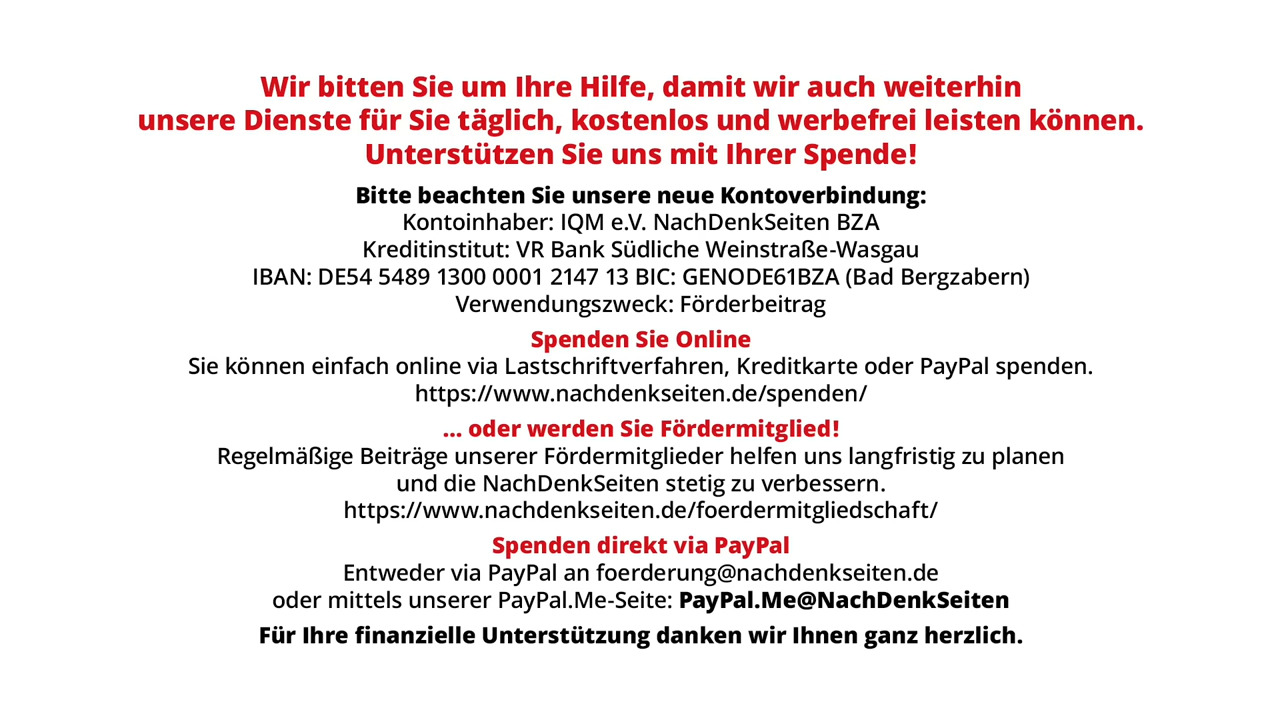 Wir bitten Sie um Ihre Hilfe, damit wir auch weiterhin
unsere Dienste für Sie täglich, kostenlos und werbefrei leisten können.
Unterstützen Sie uns mit Ihrer Spende!
Bitte beachten Sie unsere neue Kontoverbindung:
Kontoinhaber: IQM e.V. NachDenkSeiten BZA
Kreditinstitut: VR Bank Südliche Weinstraße-Wasgau
IBAN: DE54 5489 1300 0001 2147 13 BIC: GENODE61BZA (Bad Bergzabern)
Verwendungszweck: Förderbeitrag
Spenden Sie Online
Sie können einfach online via Lastschriftverfahren, Kreditkarte oder PayPal spenden.
https://www.nachdenkseiten.de/spenden/
... oder werden Sie Fördermitglied!
Regelmäßige Beiträge unserer Fördermitglieder helfen uns langfristig zu planen
und die NachDenkSeiten stetig zu verbessern.
https://www.nachdenkseiten.de/foerdermitgliedschaft/
Spenden direkt via PayPal
Entweder via PayPal an foerderung@nachdenkseiten.de
oder mittels unserer PayPal.Me-Seite: PayPal.Me@NachDenkSeiten
Für Ihre finanzielle Unterstützung danken wir Ihnen ganz herzlich.